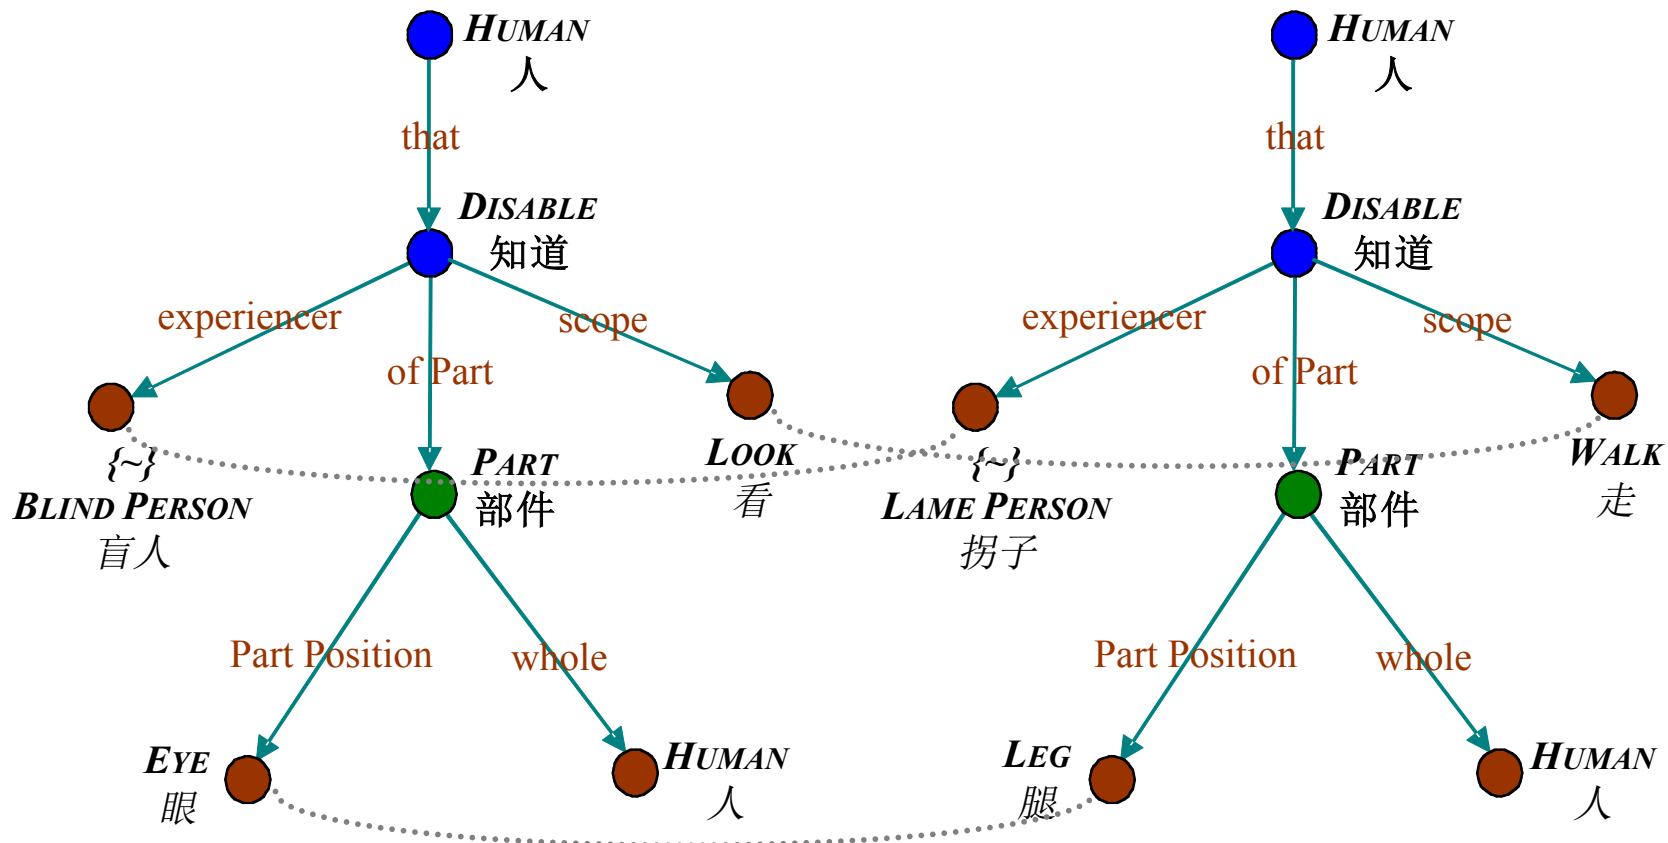 HUMAN
人
that
DISABLE
知道
experiencer
of Part
scope
{~}
BLIND PERSON
盲人
PART
部件
LOOK
看
Part Position
whole
EYE
眼
HUMAN
人
HUMAN
人
that
DISABLE
知道
experiencer
of Part
scope
{~}
LAME PERSON
拐子
PART
部件
WALK
走
Part Position
whole
LEG
腿
HUMAN
人